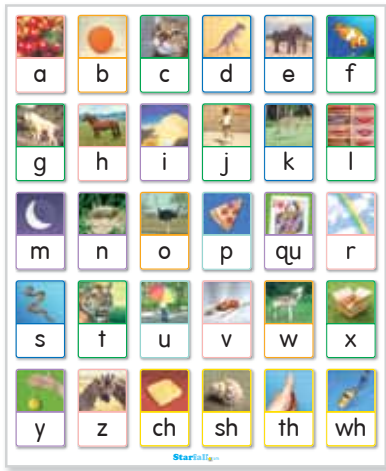 a b c d e f
g h i j k l
m n o p qu r
s t u v w x
y z ch sh th wh
Starfall